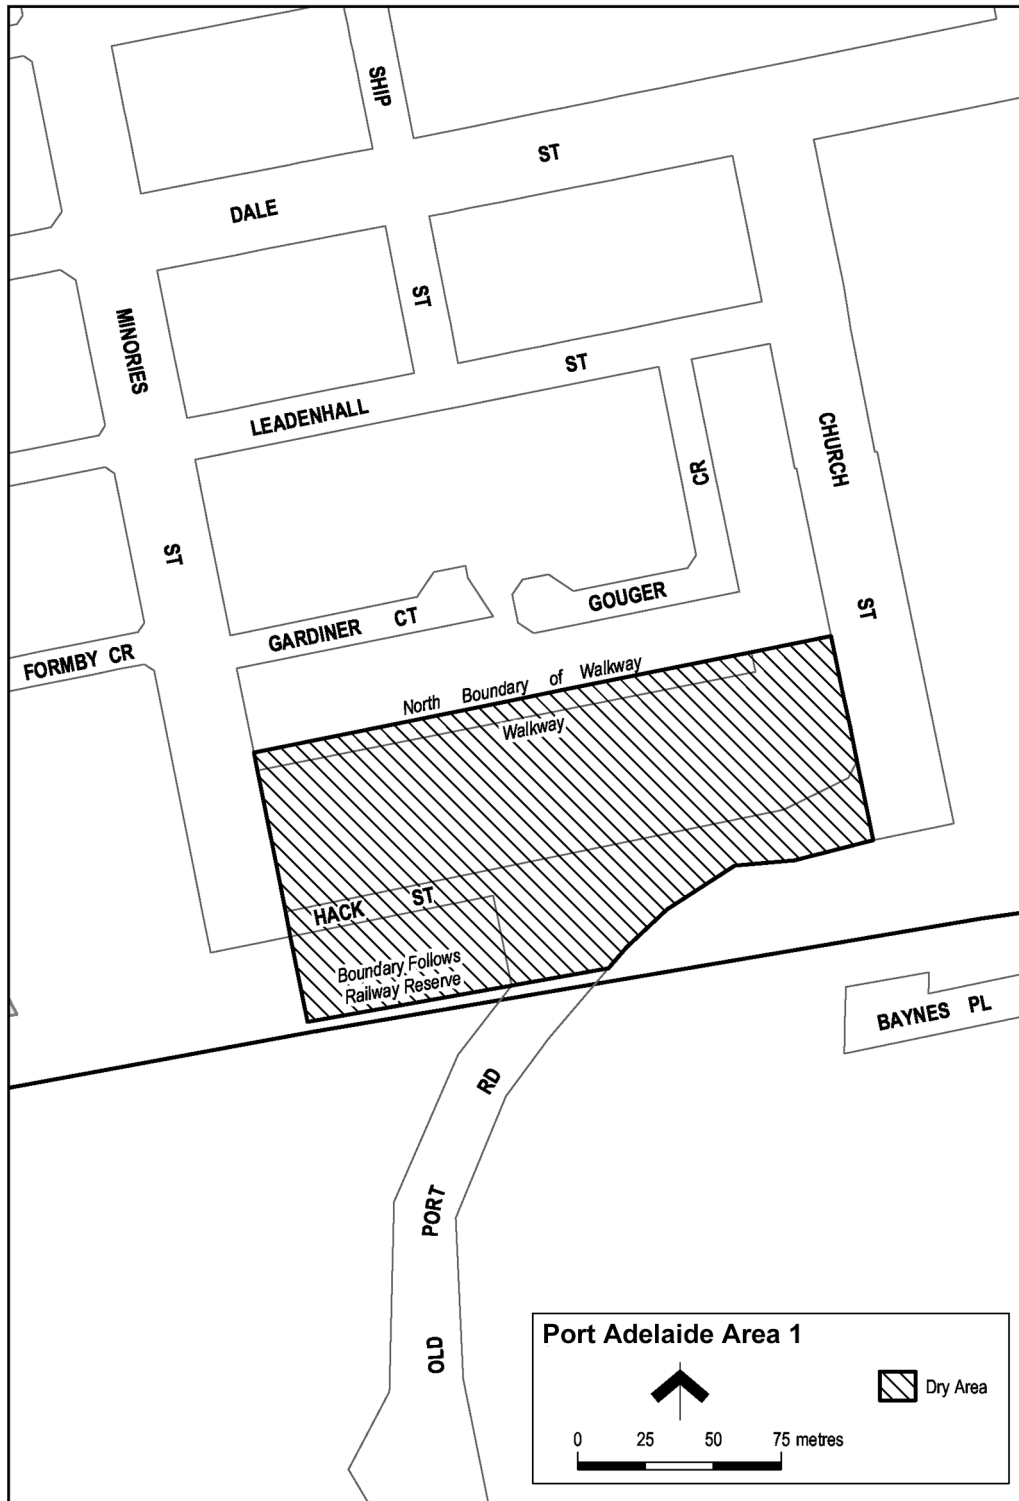 SHIP
ST
DALE
ST
MINORIES
ST
LEADENHALL
CHURCH
CR
ST
GOUGER
ST
GARDINER CT
FORMBY CR
North Boundary of Walkway
Walkway
HACK ST
Boundary Follows
Railway Reserve
BAYNES PL
RD
PORT
OLD
Port Adelaide Area 1
Dry Area
0 25 50 75 metres